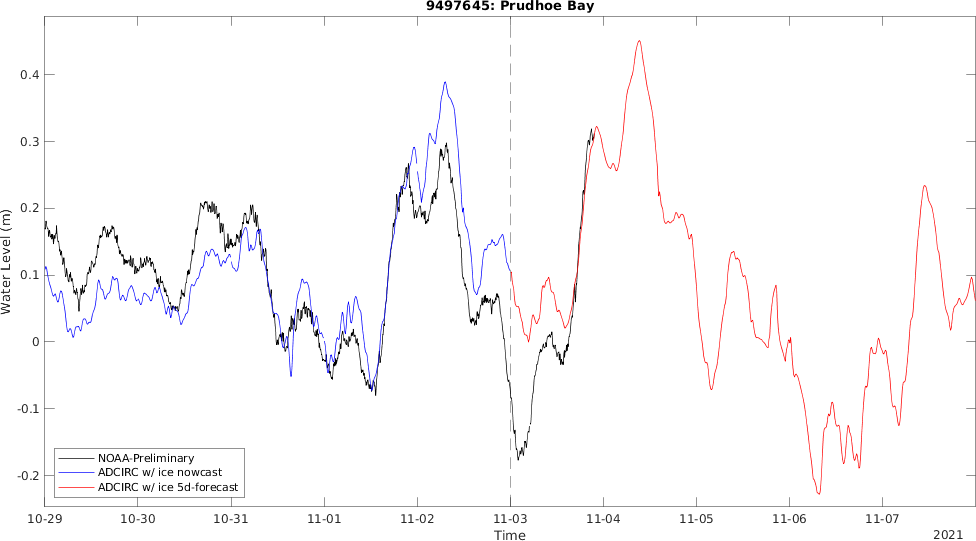 9497645: Prudhoe Bay
Water Level (m)
0.4
0.3
0.2
0.1
0
-0.1
-0.2
NOAA-Preliminary
ADCIRC w/ ice nowcast
ADCIRC w/ ice 5d-forecast
10-29 10-30 10-31 11-01 11-02 11-03 11-04 11-05 11-06 11-07
Time
2021